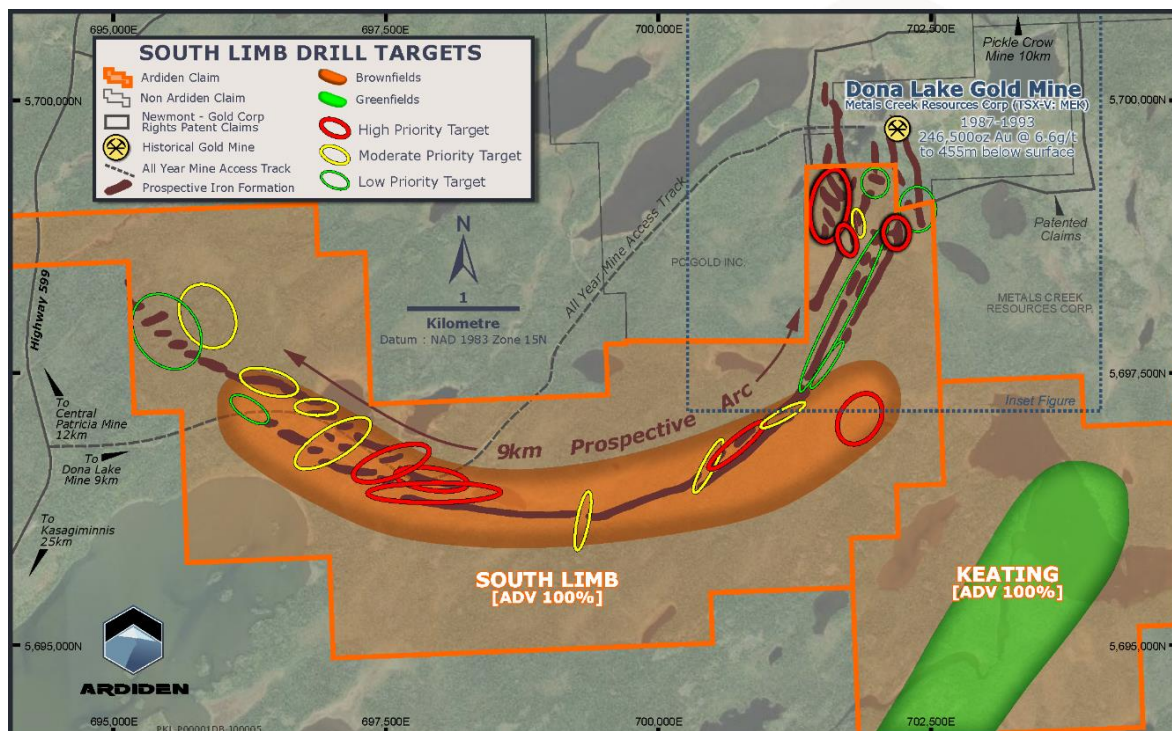 695,000E
697,500E
700,000E
702,500E
SOUTH LIMB DRILL TARGETS
Ardiden Claim
Non Ardiden Claim
Newmont - Gold Corp
Rights Patent Claims
Historical Gold Mine
All Year Mine Access Track
Prospective Iron Formation
Brownfields
Greenfields
High Priority Target
Moderate Priority Target
Low Priority Target
Pickle Crow
Mine 10km
Dona Lake Gold Mine
Metals Creek Resources Corp (TSX-V: MEK)
1987-1993
246,500oz Au @ 6.6g/t
to 455m below surface
5,700,000N
5,700,000N
Patented
Claims
All Year Mine Access Track
PC GOLD INC.
METALS CREEK
RESOURCES CORP.
N
1
Kilometre
Datum : NAD 1983 Zone 15N
Highway 599
5,697,500N
5,697,500N
Inset Figure
To
Central
Patricia Mine
12km
To
Dona Lake
Mine 9km
To
Kasagiminnis
25km
9km Prospective Arc
SOUTH LIMB
[ADV 100%]
KEATING
[ADV 100%]
5,695,000N
5,695,000N
ARDIDEN
695,000E
697,500E
700,000E
702,500E